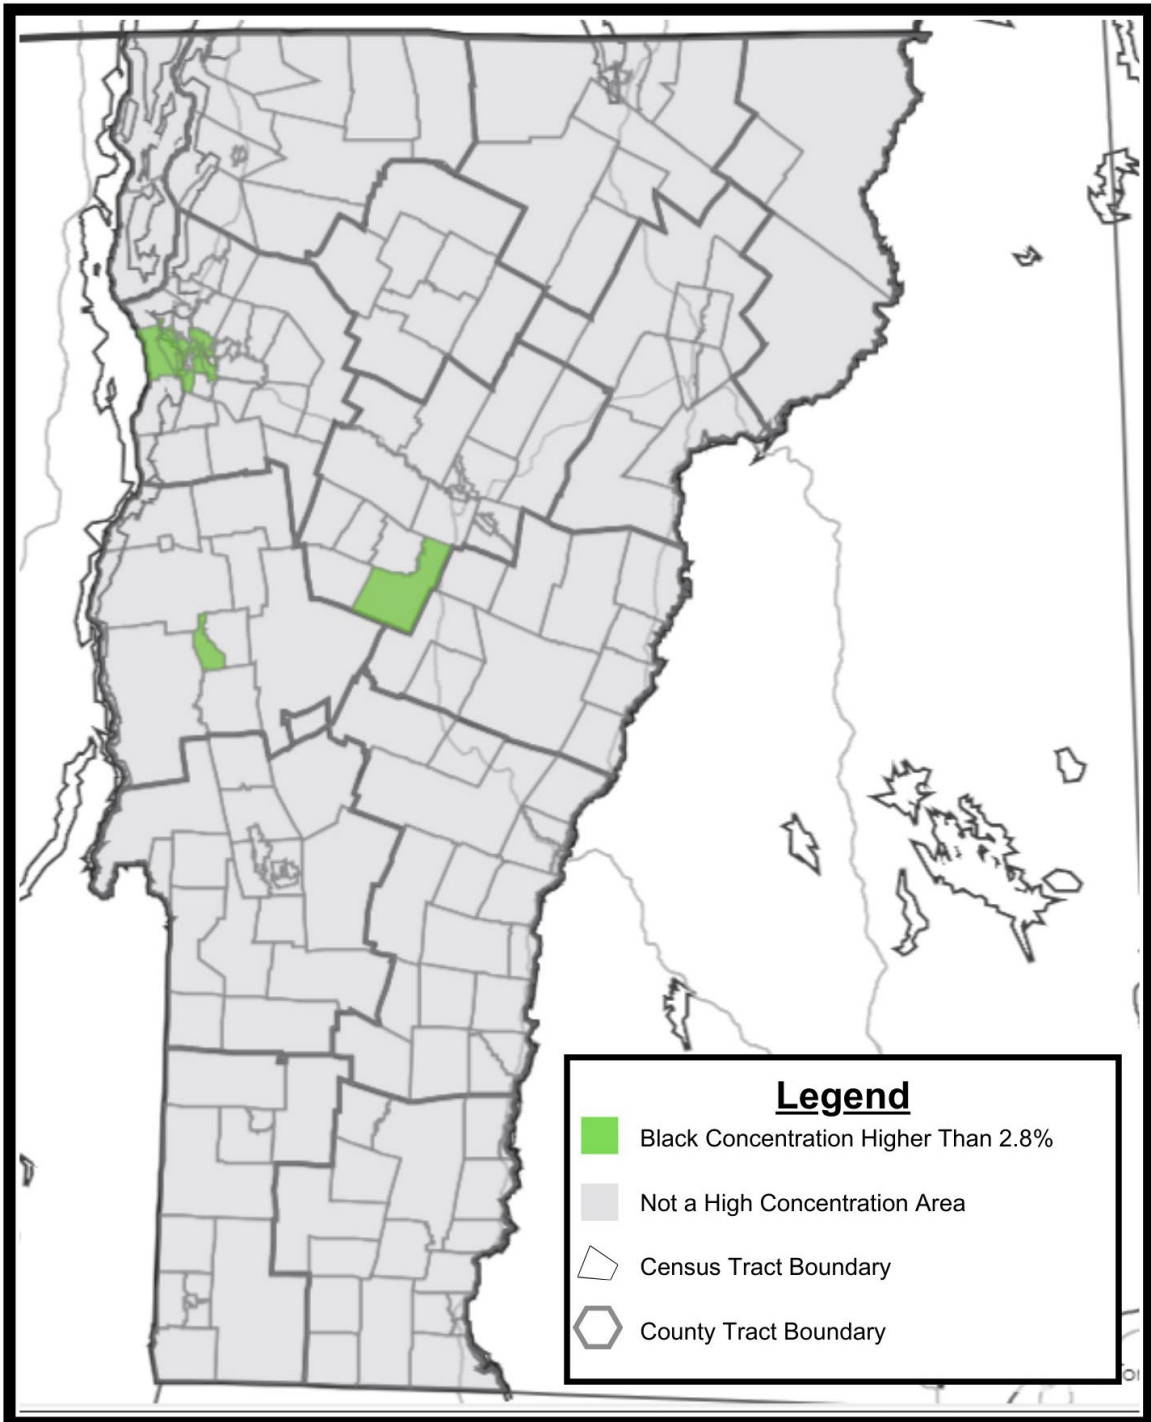 Legend
Black Concentration Higher Than 2.8%
Not a High Concentration Area
Census Tract Boundary
County Tract Boundary